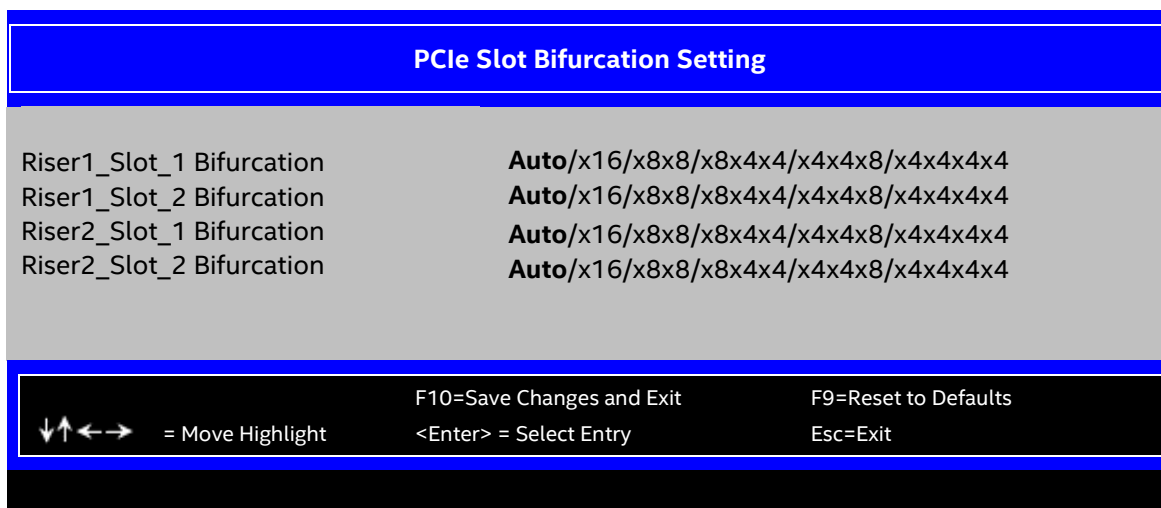 PCIe Slot Bifurcation Setting
Riser1_Slot_1 Bifurcation Auto/x16/x8x8/x8x4x4/x4x4x8/x4x4x4x4
Riser1_Slot_2 Bifurcation Auto/x16/x8x8/x8x4x4/x4x4x8/x4x4x4x4
Riser2_Slot_1 Bifurcation Auto/x16/x8x8/x8x4x4/x4x4x8/x4x4x4x4
Riser2_Slot_2 Bifurcation Auto/x16/x8x8/x8x4x4/x4x4x8/x4x4x4x4
F10=Save Changes and Exit F9=Reset to Defaults
↓↑←→ = Move Highlight <Enter> = Select Entry Esc=Exit